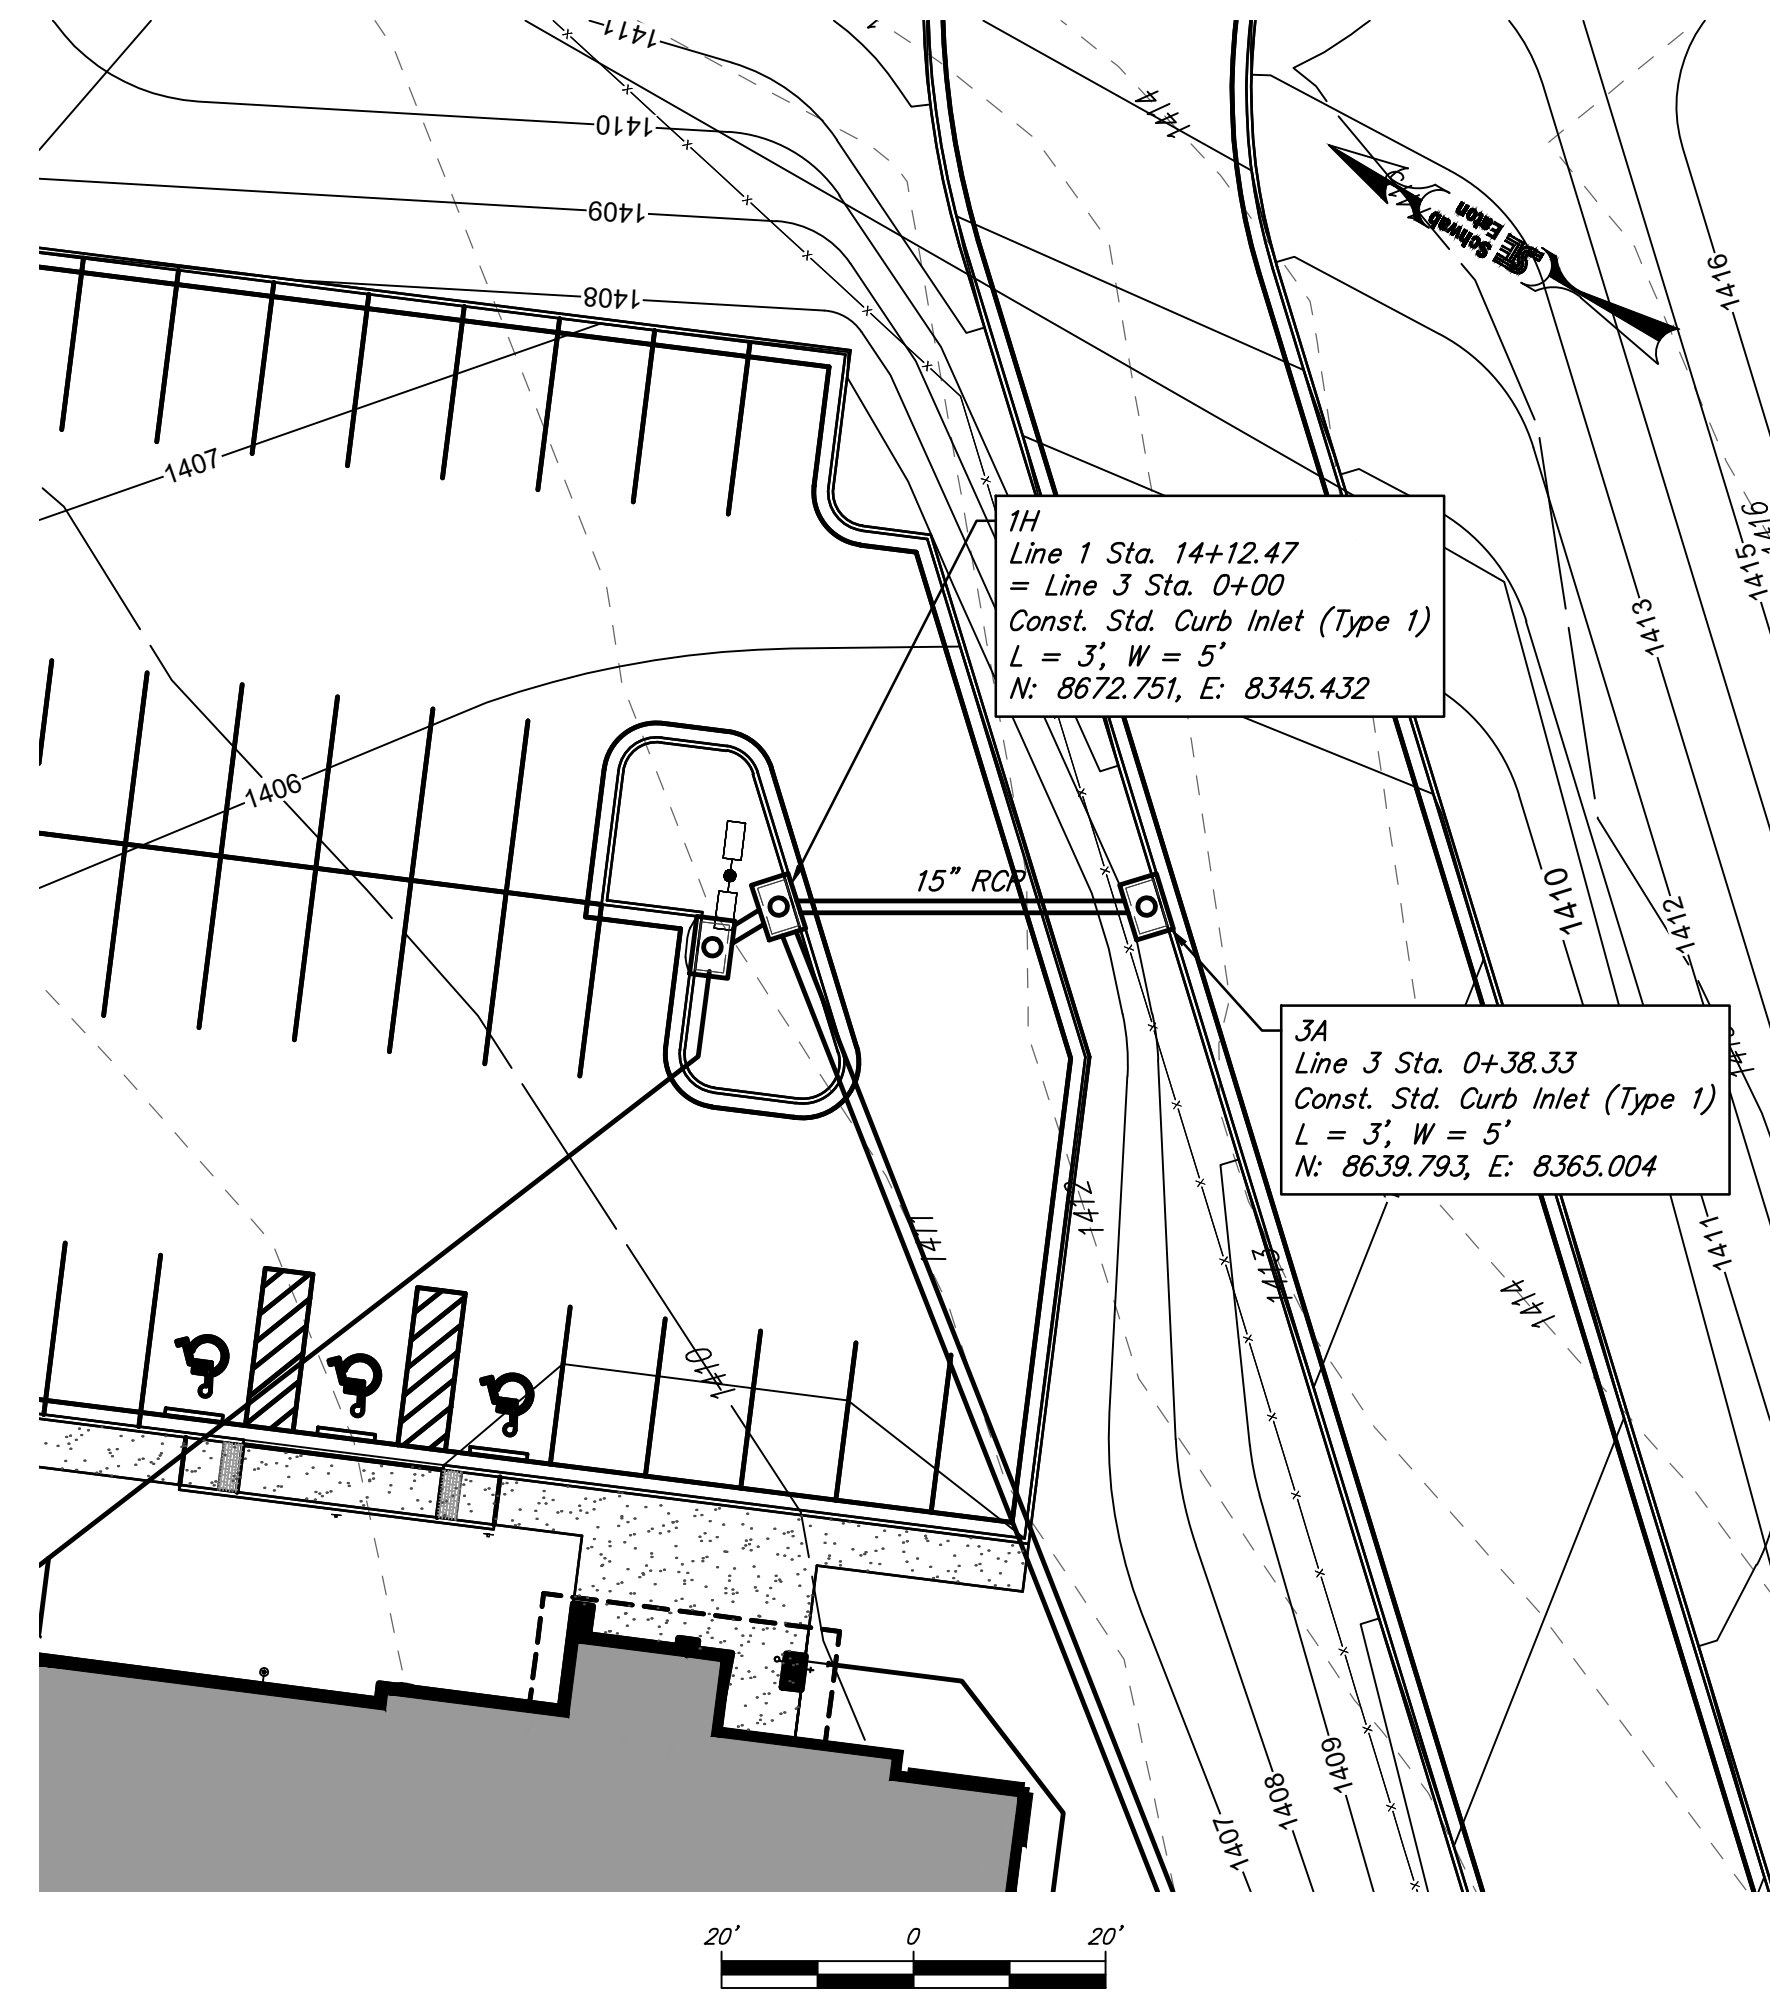 1411
1410
1414
1409
Schwab
Eaton
1416
1408
1407
1H
Line 1 Sta. 14+12.47
= Line 3 Sta. 0+00
Const. Std. Curb Inlet (Type 1)
L = 3', W = 5'
N: 8672.751, E: 8345.432
1416
1415
1413
1406
15" RCP
1410
1412
3A
Line 3 Sta. 0+38.33
Const. Std. Curb Inlet (Type 1)
L = 3', W = 5'
N: 8639.793, E: 8365.004
1412
1411
1411
1413
1414
1410
1409
1408
1407
20' 0 20'